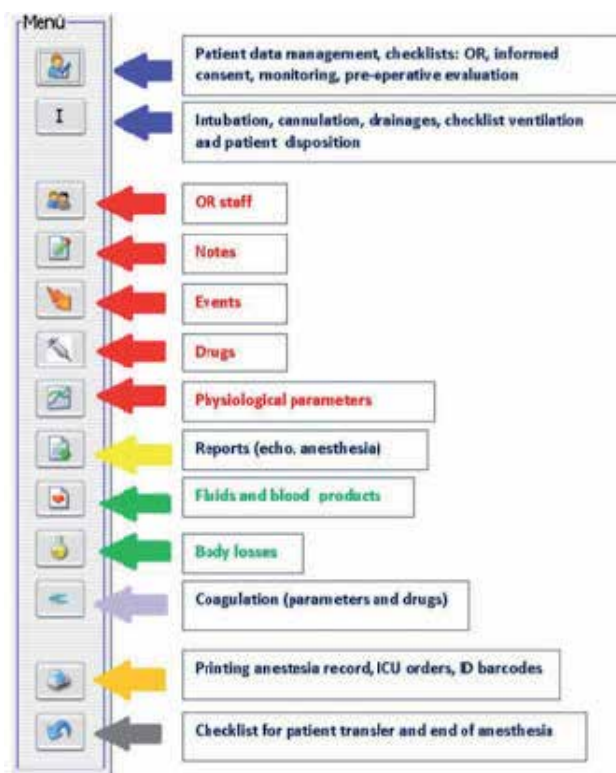 Menú
Patient data management, checklists: OR, informed
consent, monitoring, pre-operative evaluation
I
Intubation, cannulation, drainages, checklist ventilation
and patient disposition
OR staff
Notes
Events
Drugs
Physiological parameters
Reports (echo, anesthesia)
Fluids and blood products
Body losses
Coagulation (parameters and drugs)
Printing anestesia record, ICU orders, ID barcodes
Checklist for patient transfer and end of anesthesia